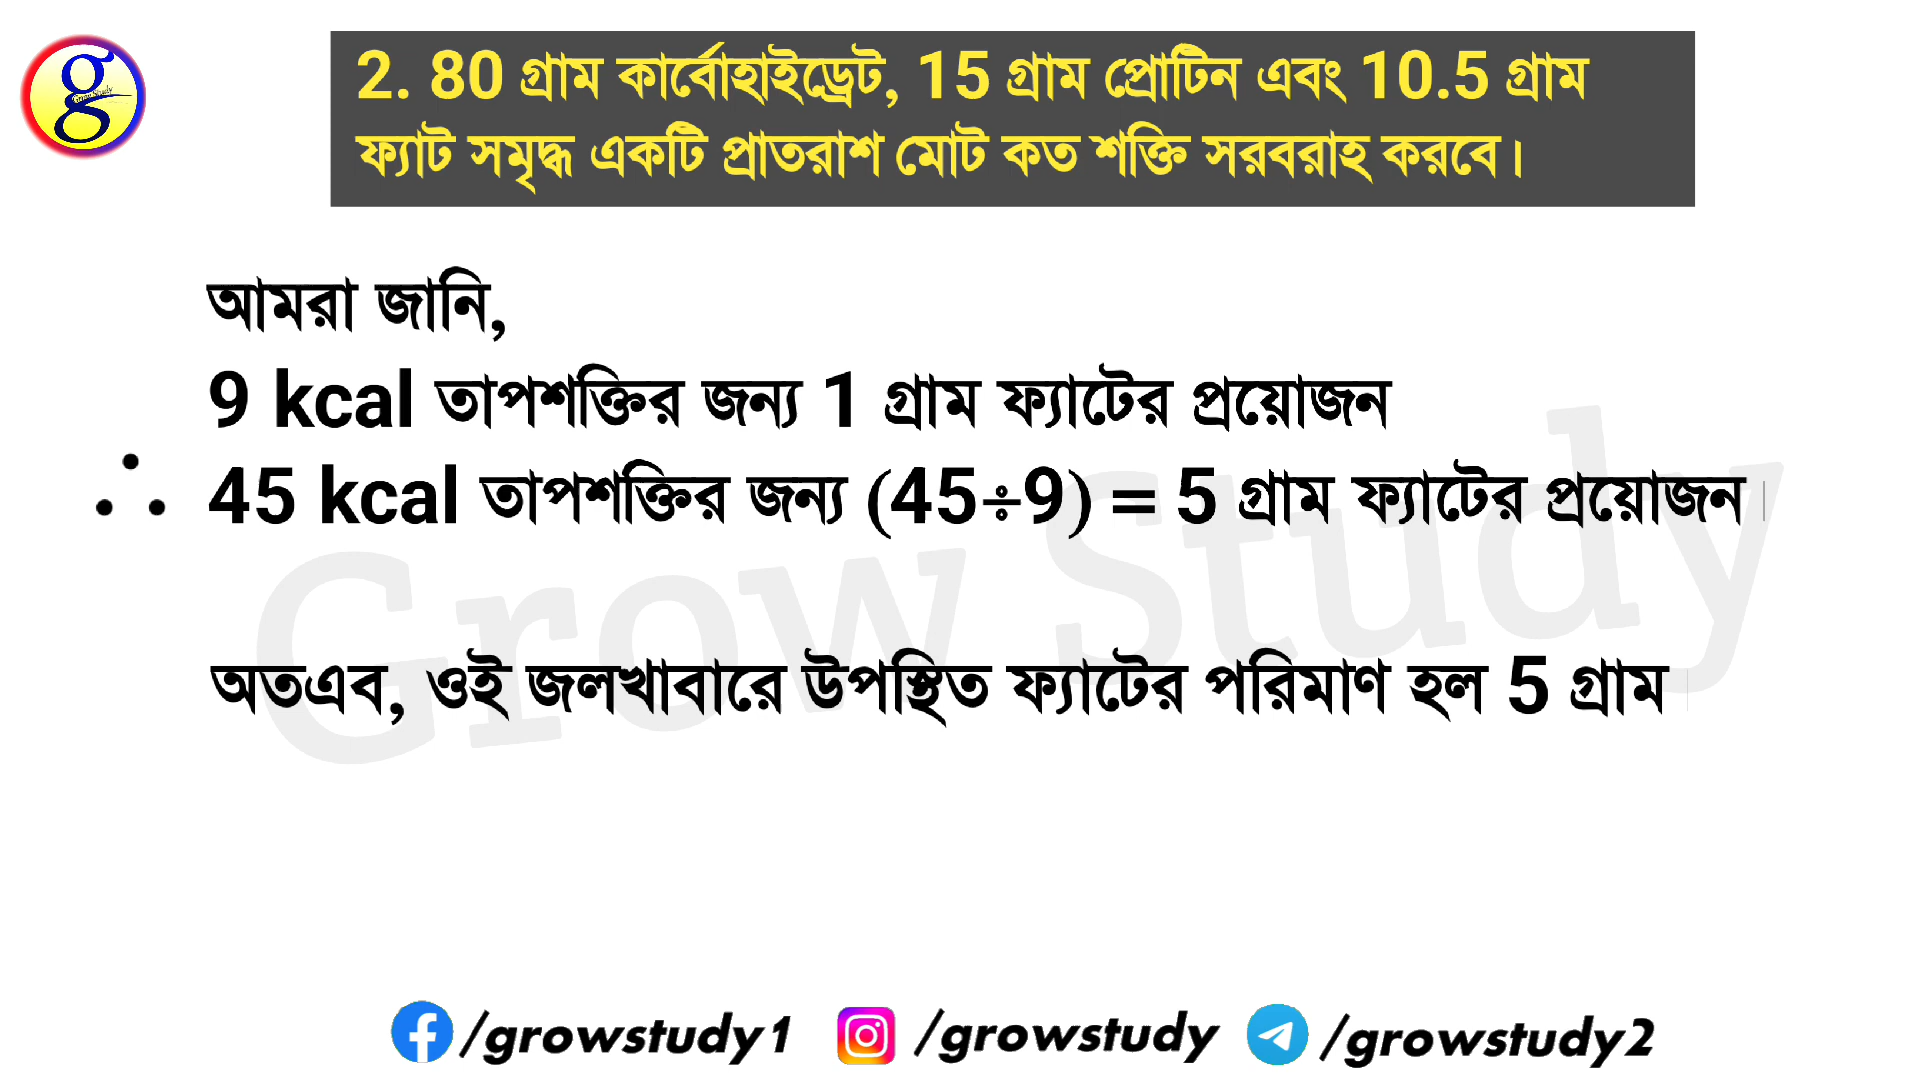 2. 80 গ্রাম কার্বোহাইড্রেট, 15 গ্রাম প্রোটিন এবং 10.5 গ্রাম
ফ্যাট সমৃদ্ধ একটি প্রাতরাশ মোট কত শক্তি সরবরাহ করবে।
আমরা জানি,
9 kcal তাপশক্তির জন্য 1 গ্রাম ফ্যাটের প্রয়োজন
∴ 45 kcal তাপশক্তির জন্য (45÷9) = 5 গ্রাম ফ্যাটের প্রয়োজন
অতএব, ওই জলখাবারে উপস্থিত ফ্যাটের পরিমাণ হল 5 গ্রাম
Grow Study
g
Grow Study
/growstudy1 /growstudy /growstudy2